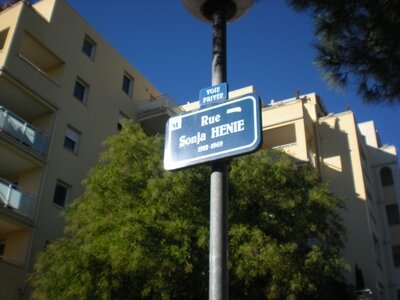 VOIE
PRIVÉE
Rue
Sonja HENIE
1912-1969